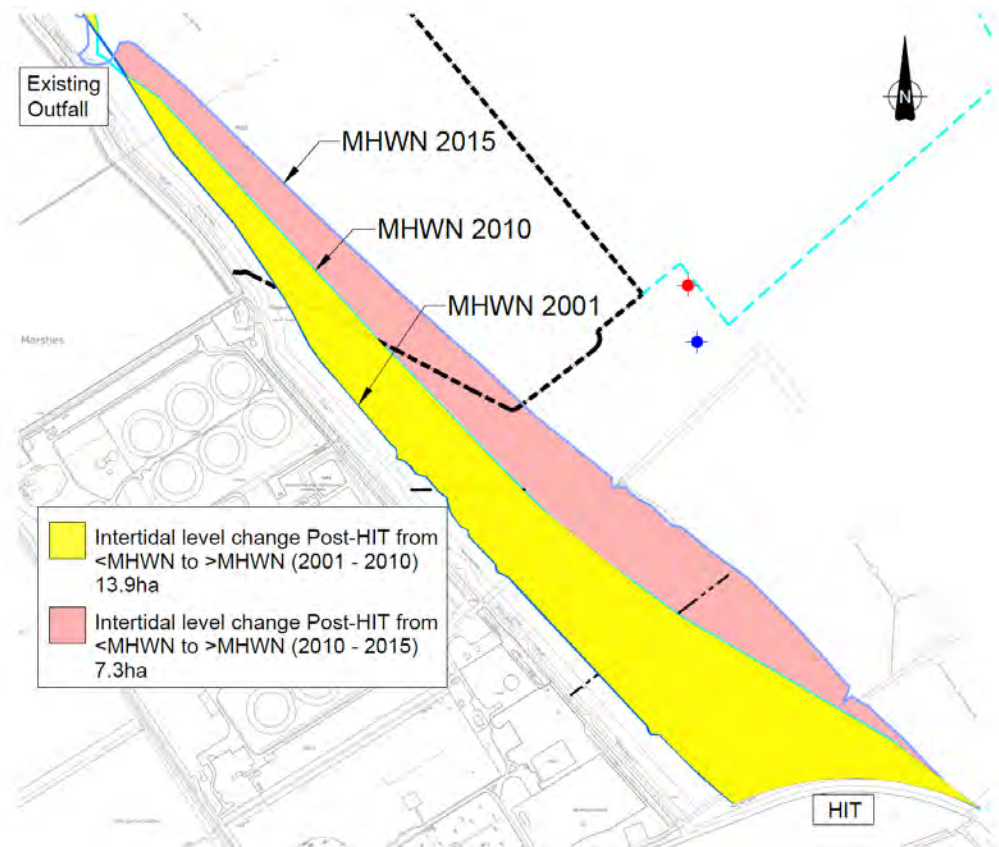 Existing
Outfall
N
MHWN 2015
MHWN 2010
MHWN 2001
Marshes
Intertidal level change Post-HIT from
<MHWN to >MHWN (2001 - 2010)
13.9ha
Intertidal level change Post-HIT from
<MHWN to >MHWN (2010 - 2015)
7.3ha
HIT